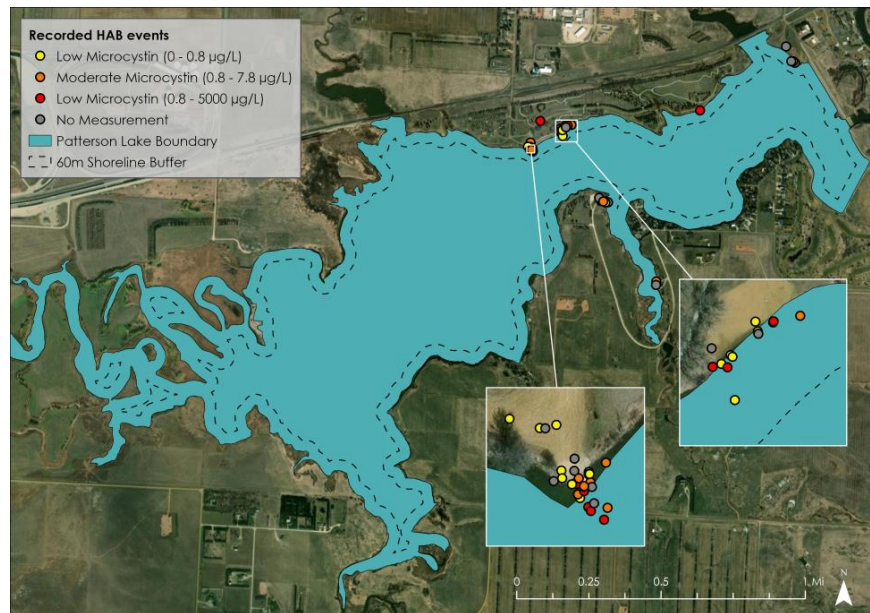 Recorded HAB events
Low Microcystin (0 - 0.8 µg/L)
Moderate Microcystin (0.8 - 7.8 µg/L)
Low Microcystin (0.8 - 5000 µg/L)
No Measurement
Patterson Lake Boundary
60m Shoreline Buffer
N
0 0.25 0.5 1 Mi